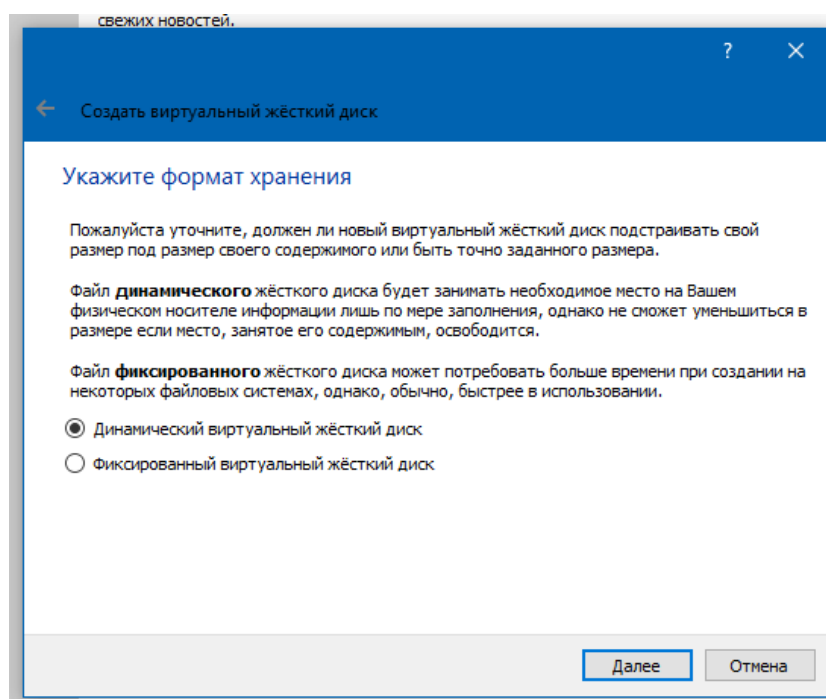 свежих новостей.
?
Создать виртуальный жёсткий диск
Укажите формат хранения
Пожалуйста уточните, должен ли новый виртуальный жёсткий диск подстраивать свой
размер под размер своего содержимого или быть точно заданного размера.
Файл динамического жёсткого диска будет занимать необходимое место на Вашем
физическом носителе информации лишь по мере заполнения, однако не сможет уменьшиться в
размере если место, занятое его содержимым, освободится.
Файл фиксированного жёсткого диска может потребовать больше времени при создании на
некоторых файловых системах, однако, обычно, быстрее в использовании.
Динамический виртуальный жёсткий диск
Фиксированный виртуальный жёсткий диск
Далее Отмена